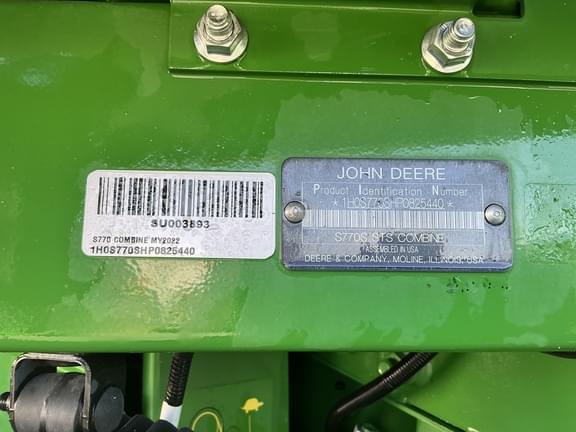 SU003893
S770 COMBINE MY2022
1H0S770SHP0825440
JOHN DEERE
Product Identification Number
*1H0S770SHP0825440*
S770S STS COMBINE
ASSEMBLED IN USA
DEERE & COMPANY, MOLINE, ILLINOIS, USA